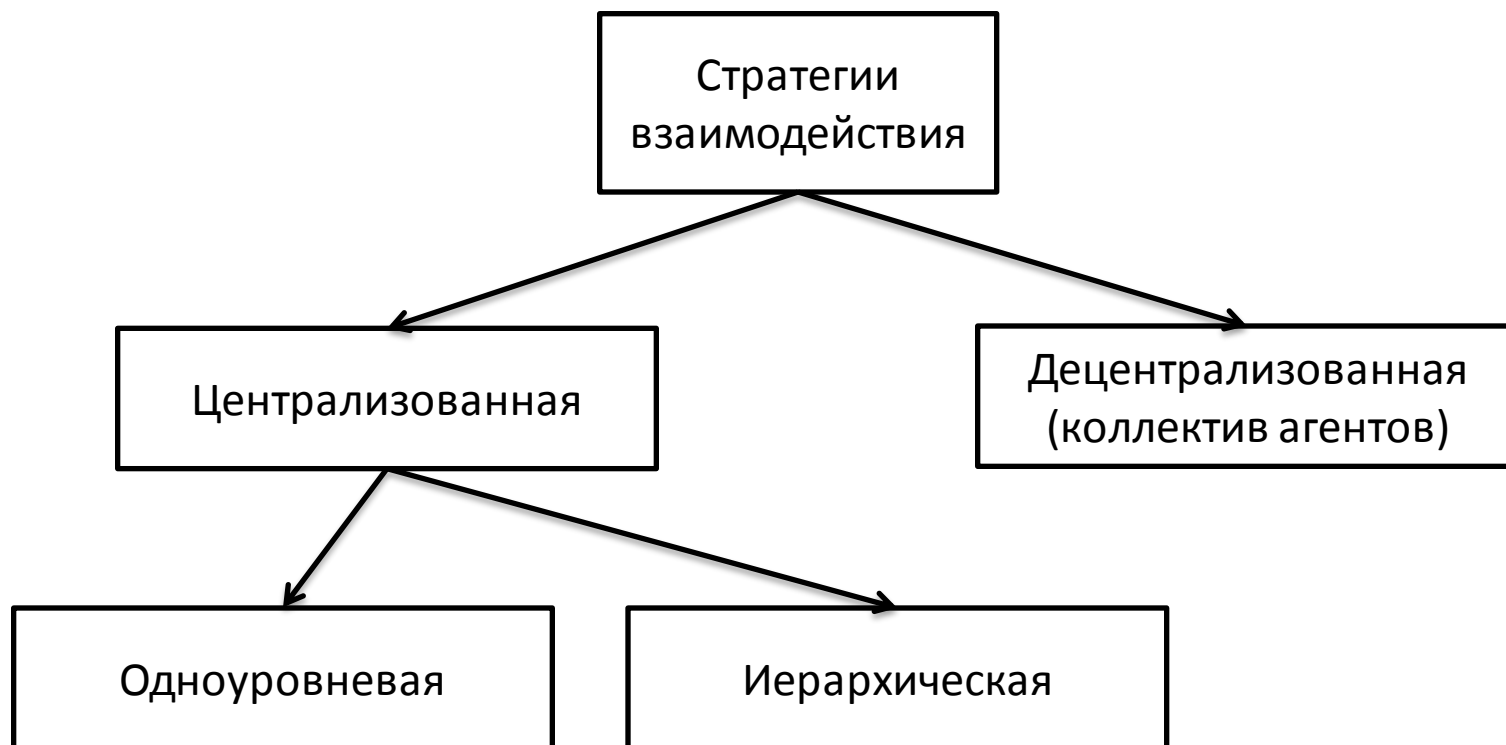 Стратегии
взаимодействия
Централизованная
Децентрализованная
(коллектив агентов)
Одноуровневая
Иерархическая